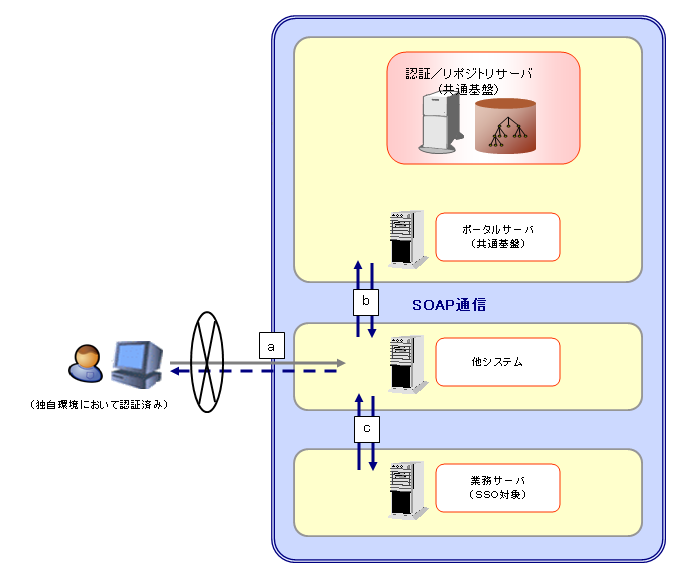 認証／リポジトリサーバ
(共通基盤)
ポータルサーバ
(共通基盤)
b
SOAP通信
a
他システム
(独自環境において認証済み)
c
業務サーバ
(SSO対象)